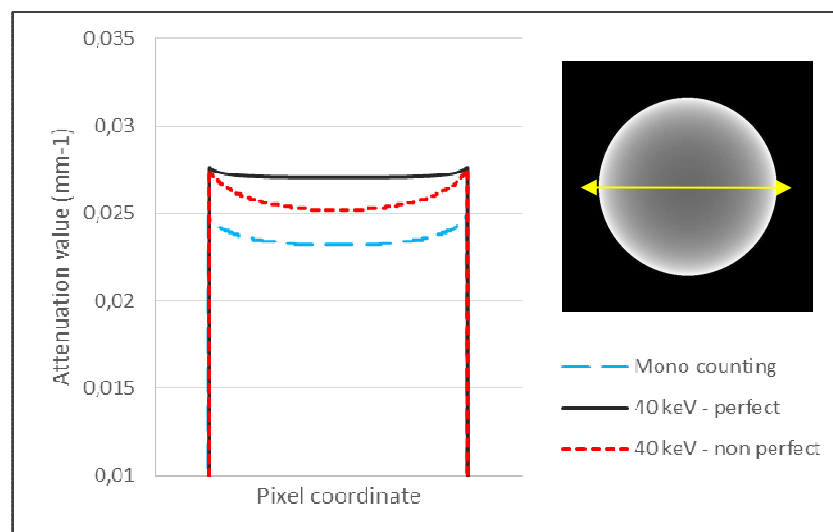 0,035
0,03
0,025
0,02
0,015
0,01
Attenuation value (mm-1)
Pixel coordinate
Mono counting
40 keV - perfect
40 keV - non perfect